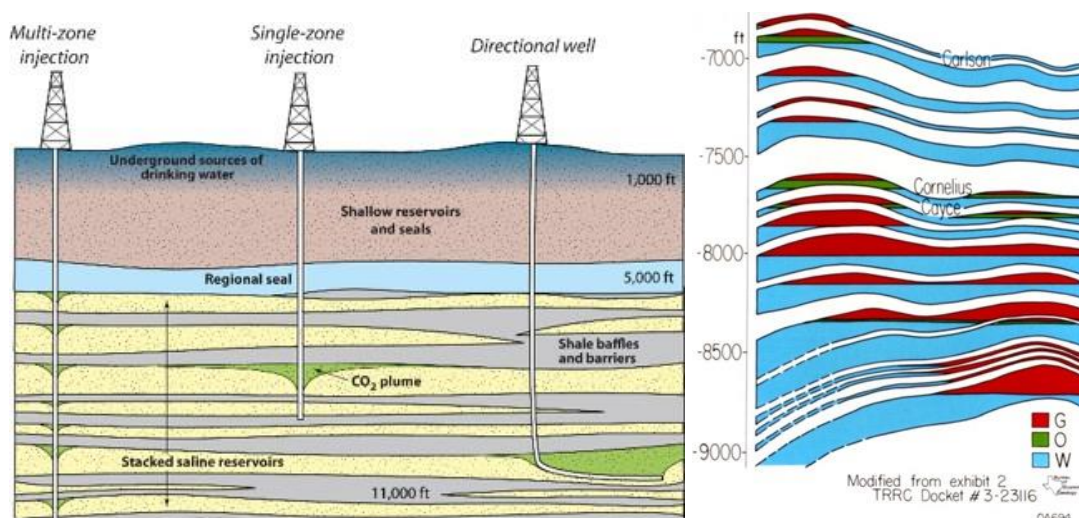 Multi-zone
injection
Single-zone
injection
Directional well
Underground sources of
drinking water
1,000 ft
Shallow reservoirs
and seals
Regional seal
5,000 ft
Shale baffles
and barriers
CO₂ plume
Stacked saline reservoirs
11,000 ft
ft
-7000
Carlson
-7500
Cornelius
Cayce
-8000
-8500
-9000
G
O
W
Modified from exhibit 2
TRRC Docket # 3-23116